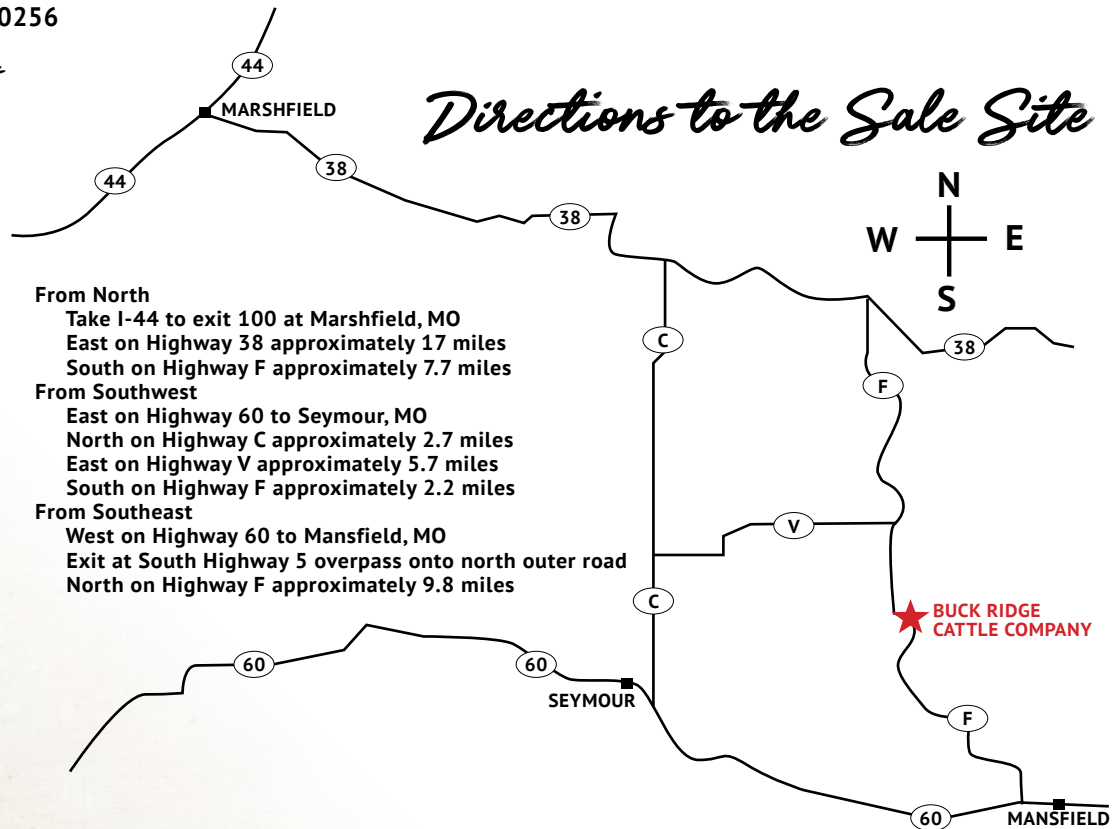 0256
44
MARSHFIELD
Directions to the Sale Site
44
38
38
N
W E
S
From North
Take I-44 to exit 100 at Marshfield, MO
East on Highway 38 approximately 17 miles
South on Highway F approximately 7.7 miles
From Southwest
East on Highway 60 to Seymour, MO
North on Highway C approximately 2.7 miles
East on Highway V approximately 5.7 miles
South on Highway F approximately 2.2 miles
From Southeast
West on Highway 60 to Mansfield, MO
Exit at South Highway 5 overpass onto north outer road
North on Highway F approximately 9.8 miles
C
38
F
V
C
BUCK RIDGE
CATTLE COMPANY
60
60
SEYMOUR
F
60
MANSFIELD